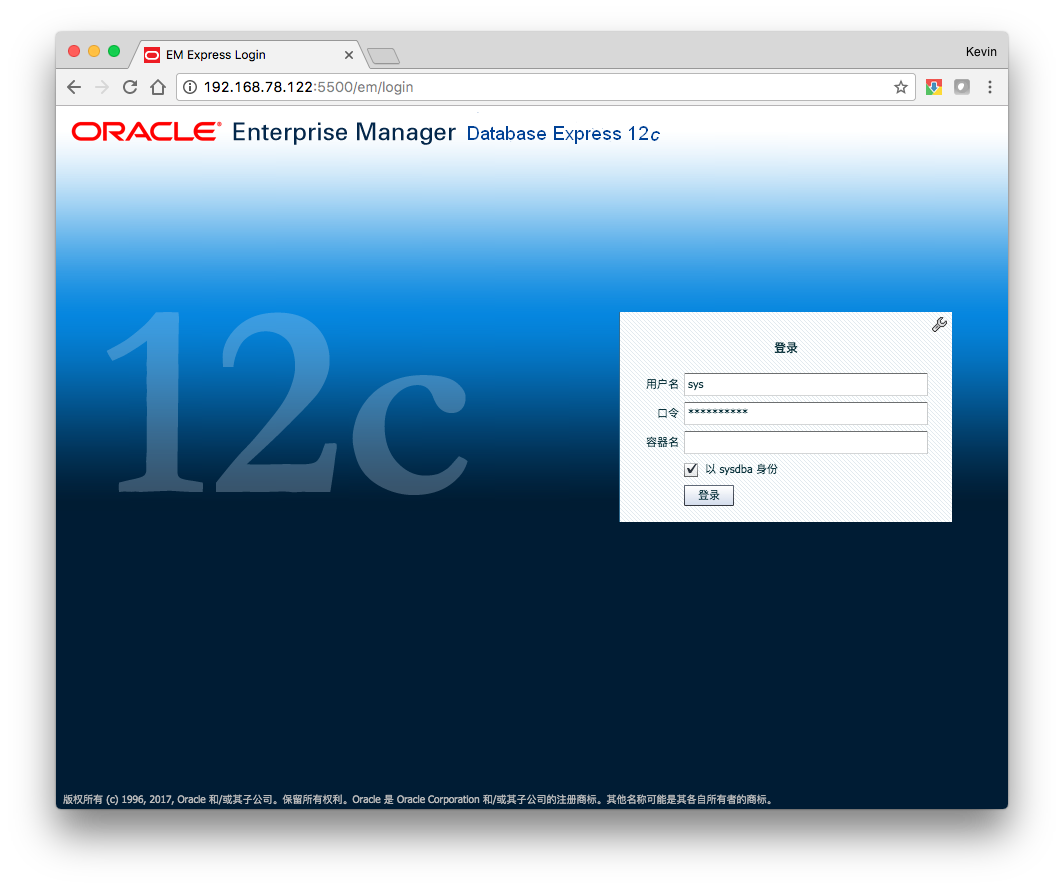 EM Express Login
Kevin
192.168.78.122:5500/em/login
ORACLE® Enterprise Manager Database Express 12c
12c
登录
用户名 sys
口令 **********
容器名
以 sysdba 身份
登录
版权所有 (c) 1996, 2017, Oracle 和/或其子公司。保留所有权利。Oracle 是 Oracle Corporation 和/或其子公司的注册商标。其他名称可能是其各自所有者的商标。